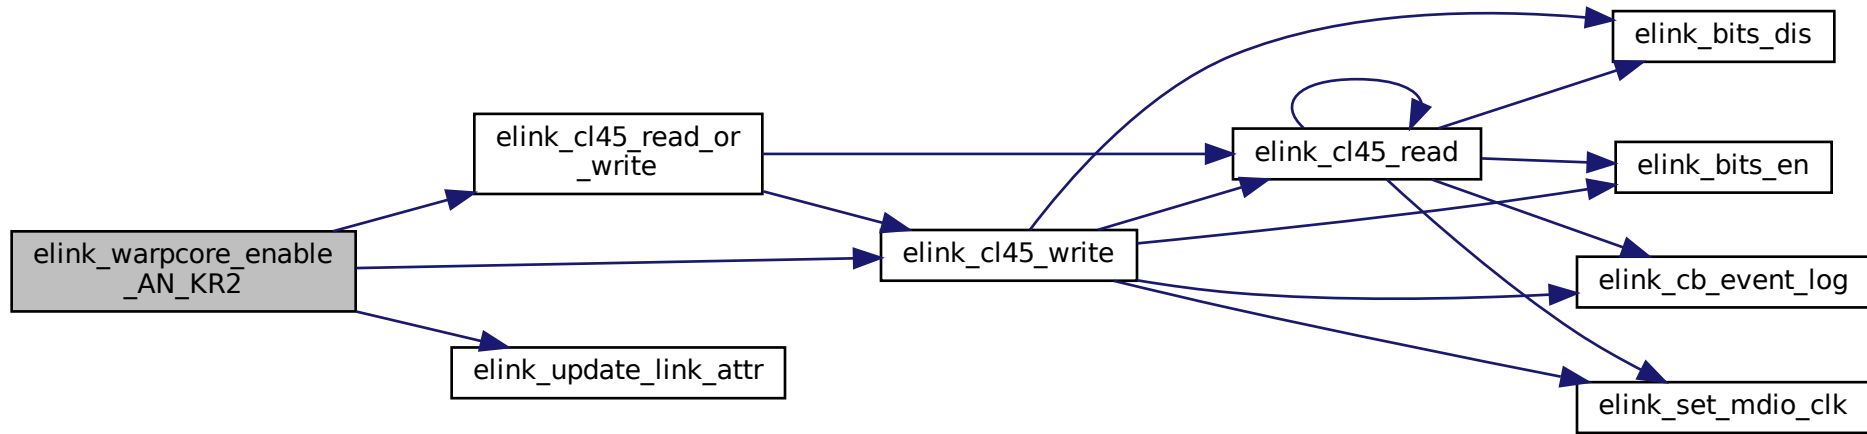 elink_warpcore_enable
_AN_KR2
elink_cl45_read_or
_write
elink_update_link_attr
elink_cl45_write
elink_cl45_read
elink_bits_dis
elink_bits_en
elink_cb_event_log
elink_set_mdio_clk